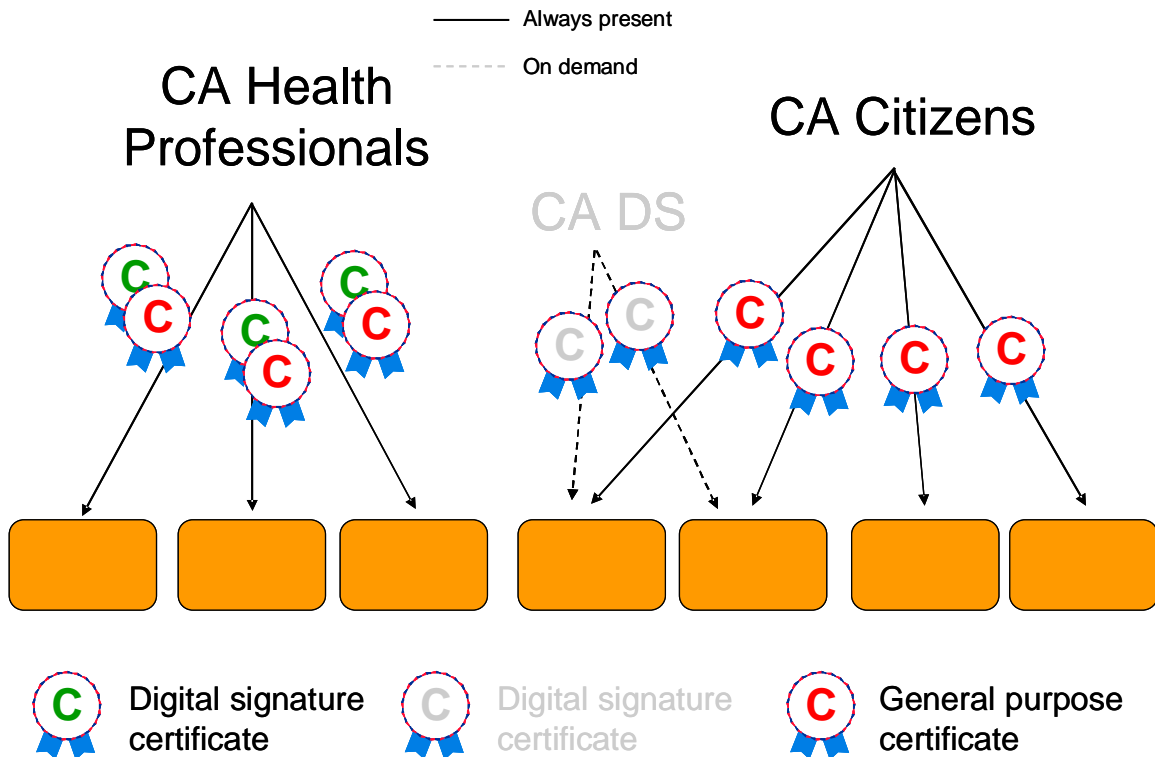 Always present
On demand
CA Health
Professionals
CA Citizens
CA DS
C
C
C
C
C
C
C
C
C
C
C
C
C Digital signature
certificate
C Digital signature
certificate
C General purpose
certificate